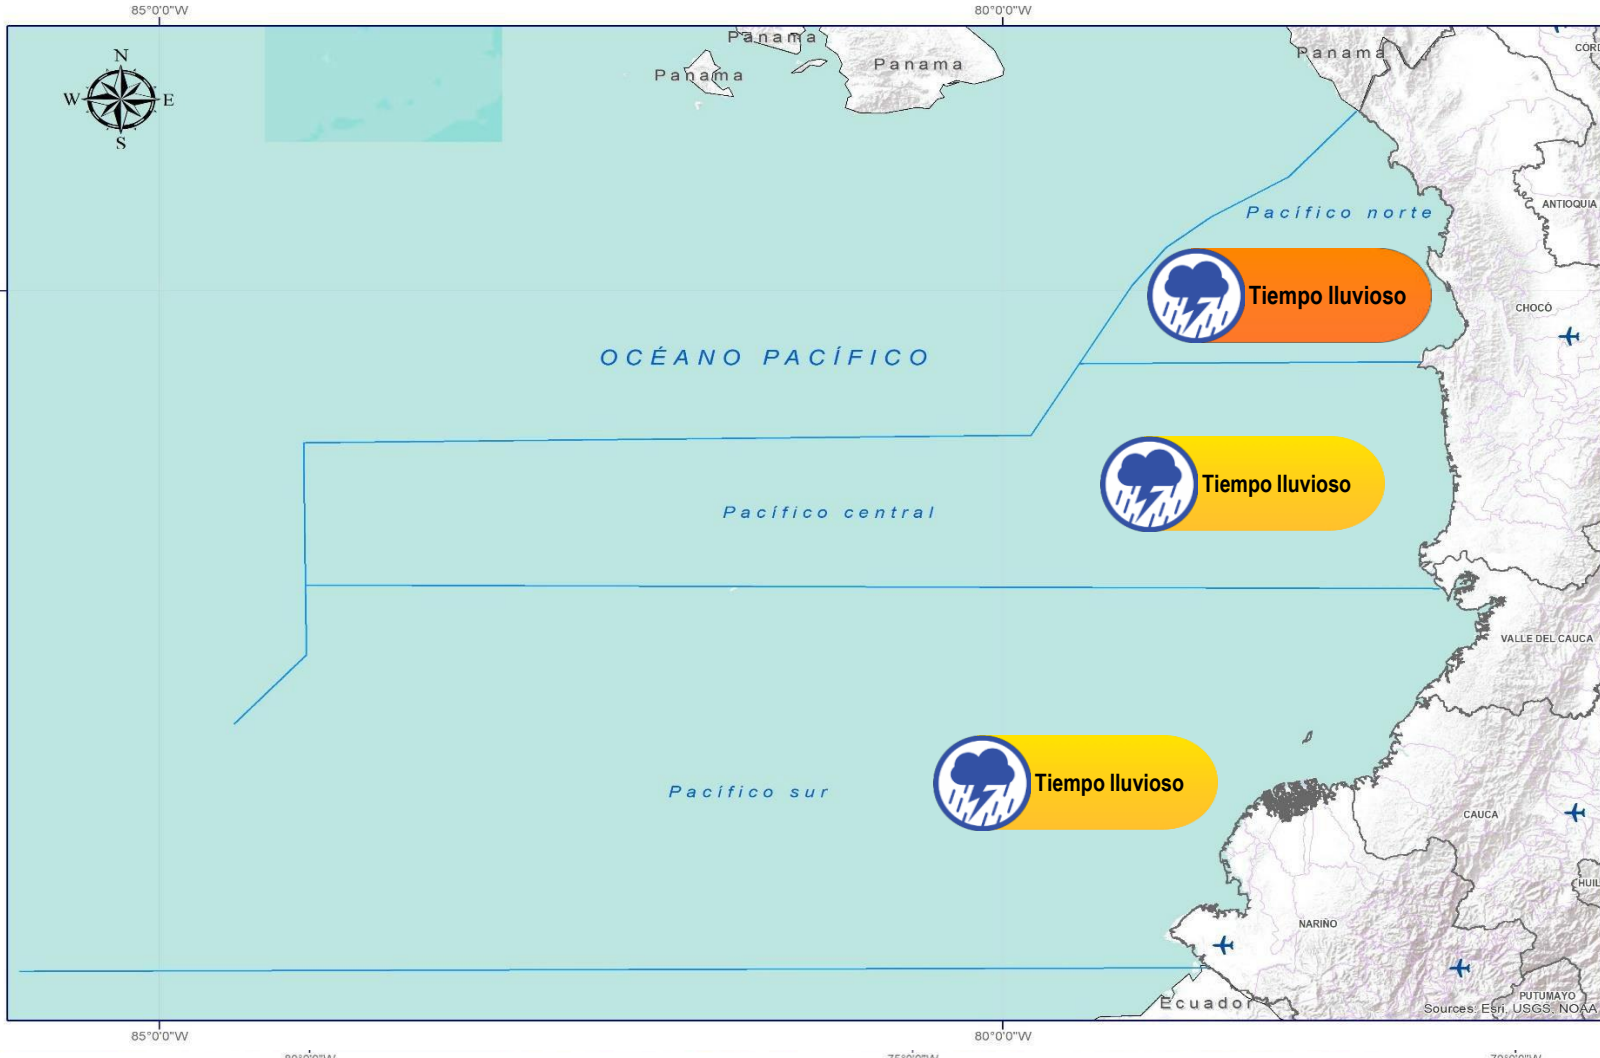 85°0'0"W 80°0'0"W
N
W E
S
Panama
Panama
Panama
Panama
ANTIOQUIA
Pacífico norte
Tiempo lluvioso
CHOCÓ
OCÉANO PACÍFICO
Tiempo lluvioso
Pacífico central
VALLE DEL CAUCA
Tiempo lluvioso
Pacífico sur
CAUCA
HUIL
NARIÑO
PUTUMAYO
Ecuador
Sources: Esri, USGS, NOAA
85°0'0"W 80°0'0"W